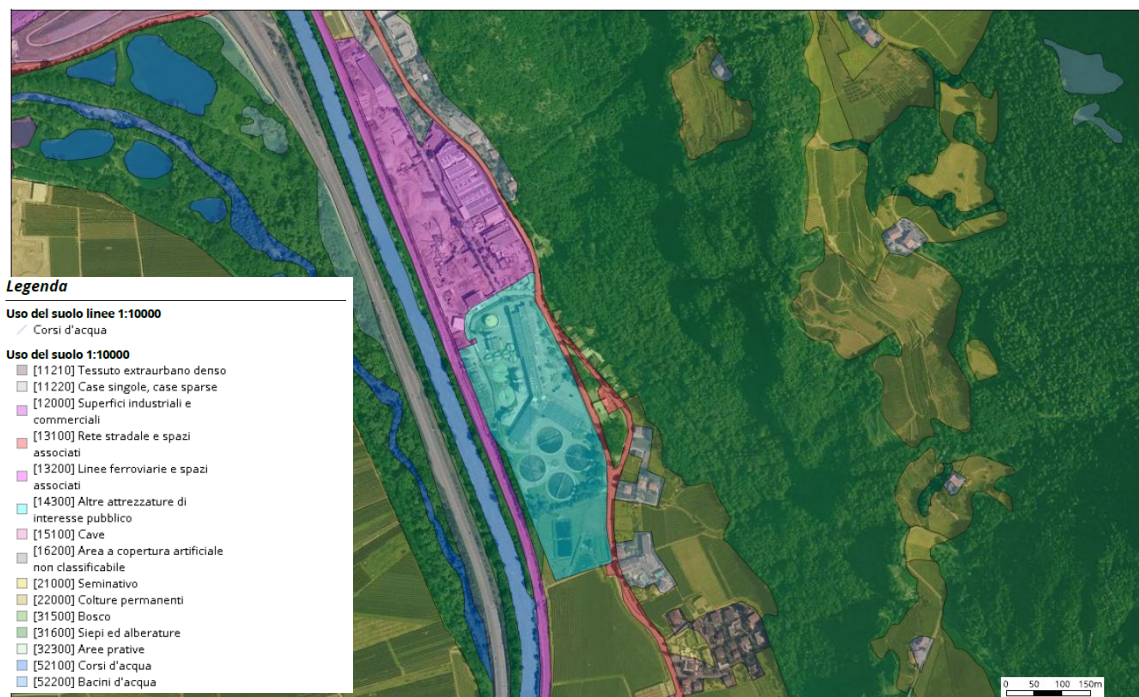 Legenda
Uso del suolo linee 1:10000
Corsi d'acqua
Uso del suolo 1:10000
[11210] Tessuto extraurbano denso
[11220] Case singole, case sparse
[12000] Superfici industriali e
commerciali
[13100] Rete stradale e spazi
associati
[13200] Linee ferroviarie e spazi
associati
[14300] Altre attrezzature di
interesse pubblico
[15100] Cave
[16200] Area a copertura artificiale
non classificabile
[21000] Seminativo
[22000] Colture permanenti
[31500] Bosco
[31600] Siepi ed alberature
[32300] Aree prative
[52100] Corsi d'acqua
[52200] Bacini d'acqua
0 50 100 150m